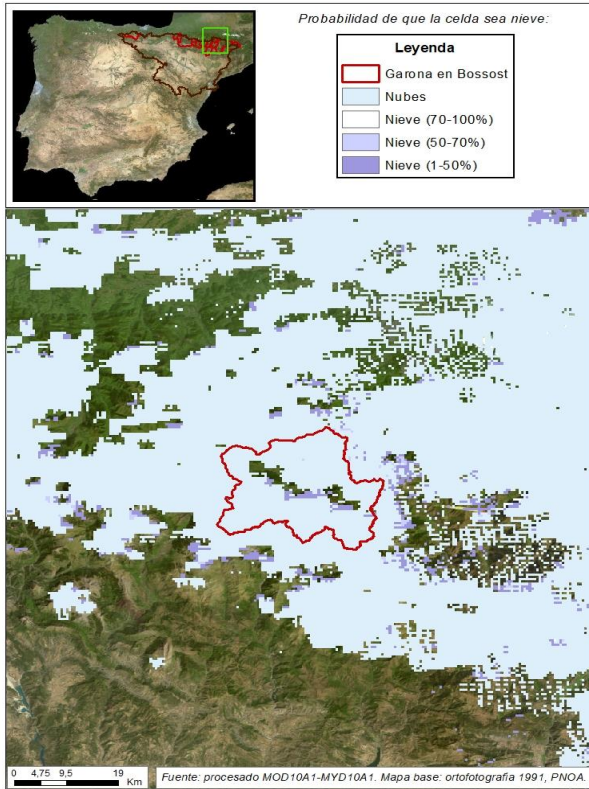 Probabilidad de que la celda sea nieve:
Leyenda
Garona en Bossost
Nubes
Nieve (70-100%)
Nieve (50-70%)
Nieve (1-50%)
0 4,75 9,5 19
Km
Fuente: procesado MOD10A1-MYD10A1. Mapa base: ortofotografia 1991, PNOA.